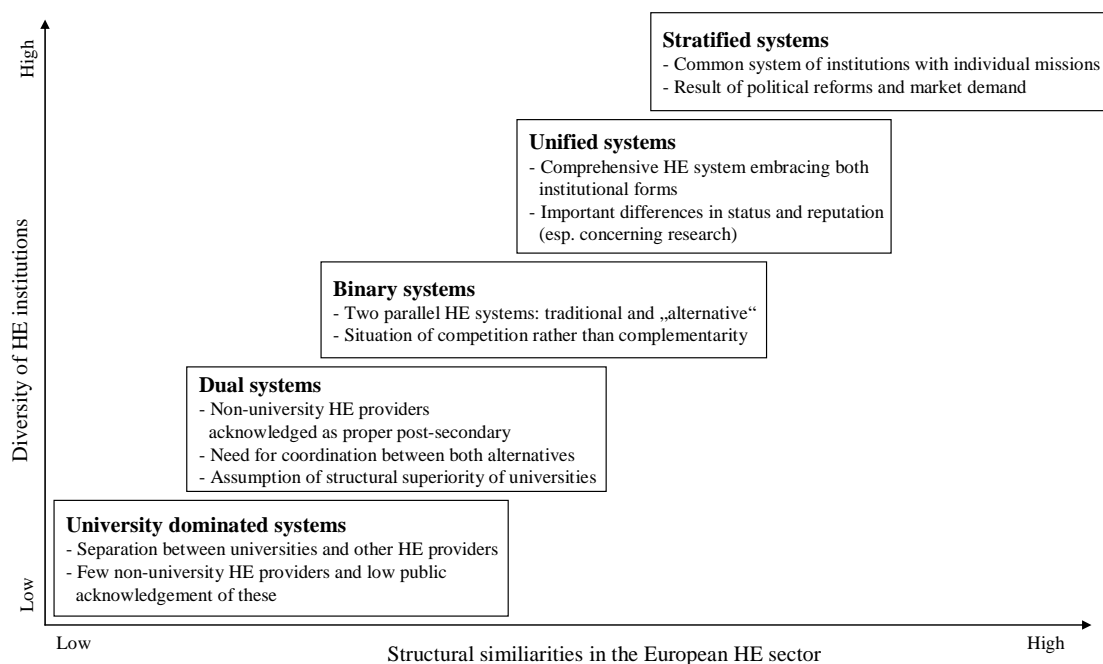 High
Diversity of HE institutions
Low
Stratified systems
- Common system of institutions with individual missions
- Result of political reforms and market demand
Unified systems
- Comprehensive HE system embracing both
institutional forms
- Important differences in status and reputation
(esp. concerning research)
Binary systems
- Two parallel HE systems: traditional and „alternative“
- Situation of competition rather than complementarity
Dual systems
- Non-university HE providers
acknowledged as proper post-secondary
- Need for coordination between both alternatives
- Assumption of structural superiority of universities
University dominated systems
- Separation between universities and other HE providers
- Few non-university HE providers and low public
acknowledgement of these
Low
High
Structural similiarities in the European HE sector